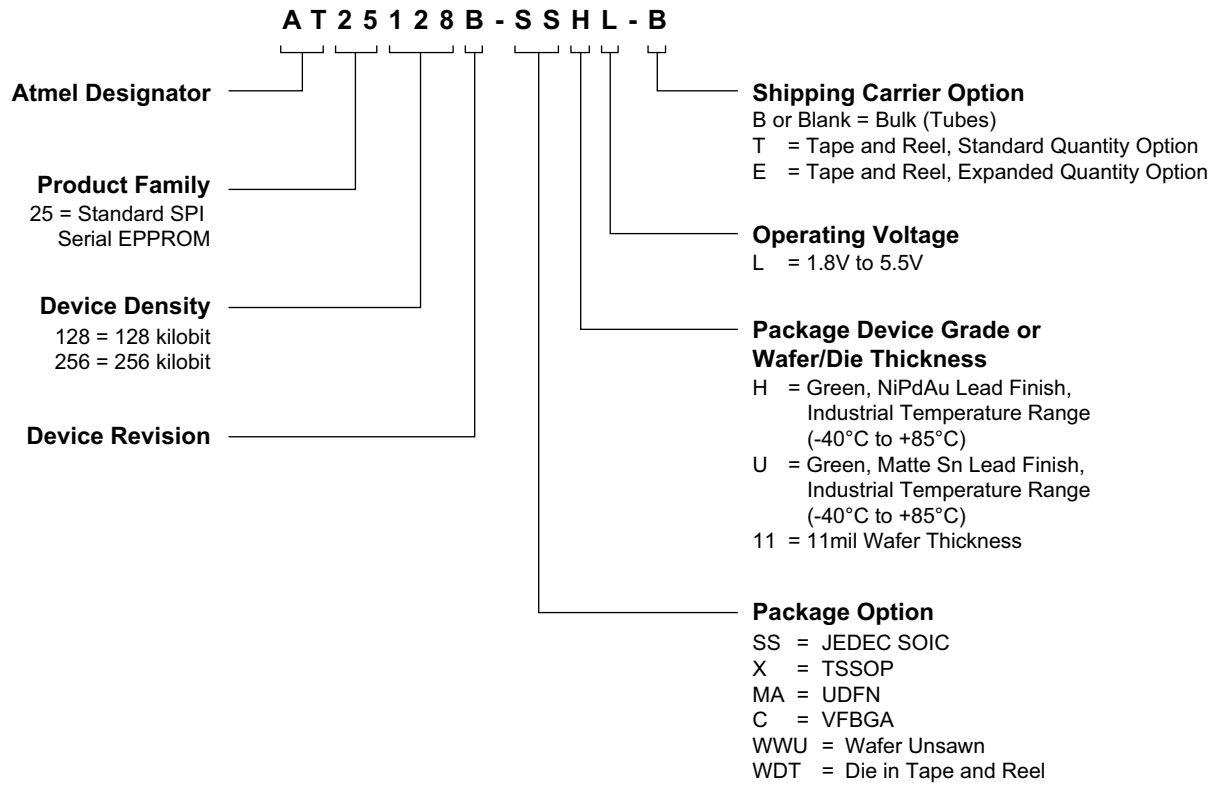 AT25128B-SSHL-B
Atmel Designator
Product Family
25 = Standard SPI
Serial EPPROM
Device Density
128 = 128 kilobit
256 = 256 kilobit
Device Revision
Shipping Carrier Option
B or Blank = Bulk (Tubes)
T = Tape and Reel, Standard Quantity Option
E = Tape and Reel, Expanded Quantity Option
Operating Voltage
L = 1.8V to 5.5V
Package Device Grade or
Wafer/Die Thickness
H = Green, NiPdAu Lead Finish,
Industrial Temperature Range
(-40°C to +85°C)
U = Green, Matte Sn Lead Finish,
Industrial Temperature Range
(-40°C to +85°C)
11 = 11mil Wafer Thickness
Package Option
SS = JEDEC SOIC
X = TSSOP
MA = UDFN
C = VFBGA
WWU = Wafer Unsawn
WDT = Die in Tape and Reel